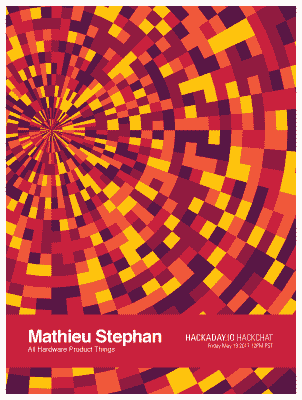 Mathieu Stephan
All Hardware Product Things
HACKADAY.IO HACKCHAT
Friday May 19 2017 12PM PST